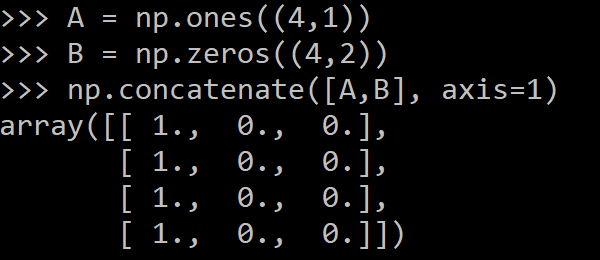 >>> A = np.ones((4,1))
>>> B = np.zeros((4,2))
>>> np.concatenate([A,B], axis=1)
array([[ 1.,  0.,  0.],
       [ 1.,  0.,  0.],
       [ 1.,  0.,  0.],
       [ 1.,  0.,  0.]])